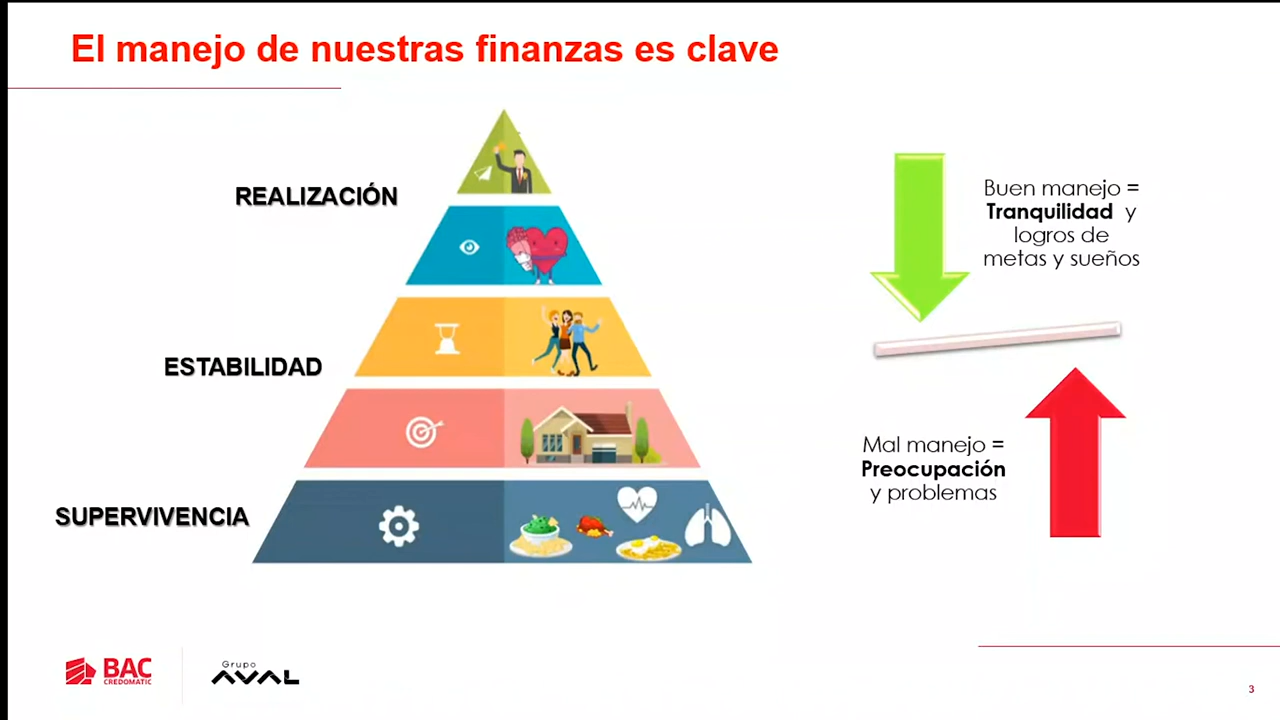 El manejo de nuestras finanzas es clave
REALIZACIÓN
ESTABILIDAD
SUPERVIVENCIA
Buen manejo =
Tranquilidad y
logros de
metas y sueños
Mal manejo =
Preocupación
y problemas
BAC
CREDOMATIC
Grupo
AVAL
3